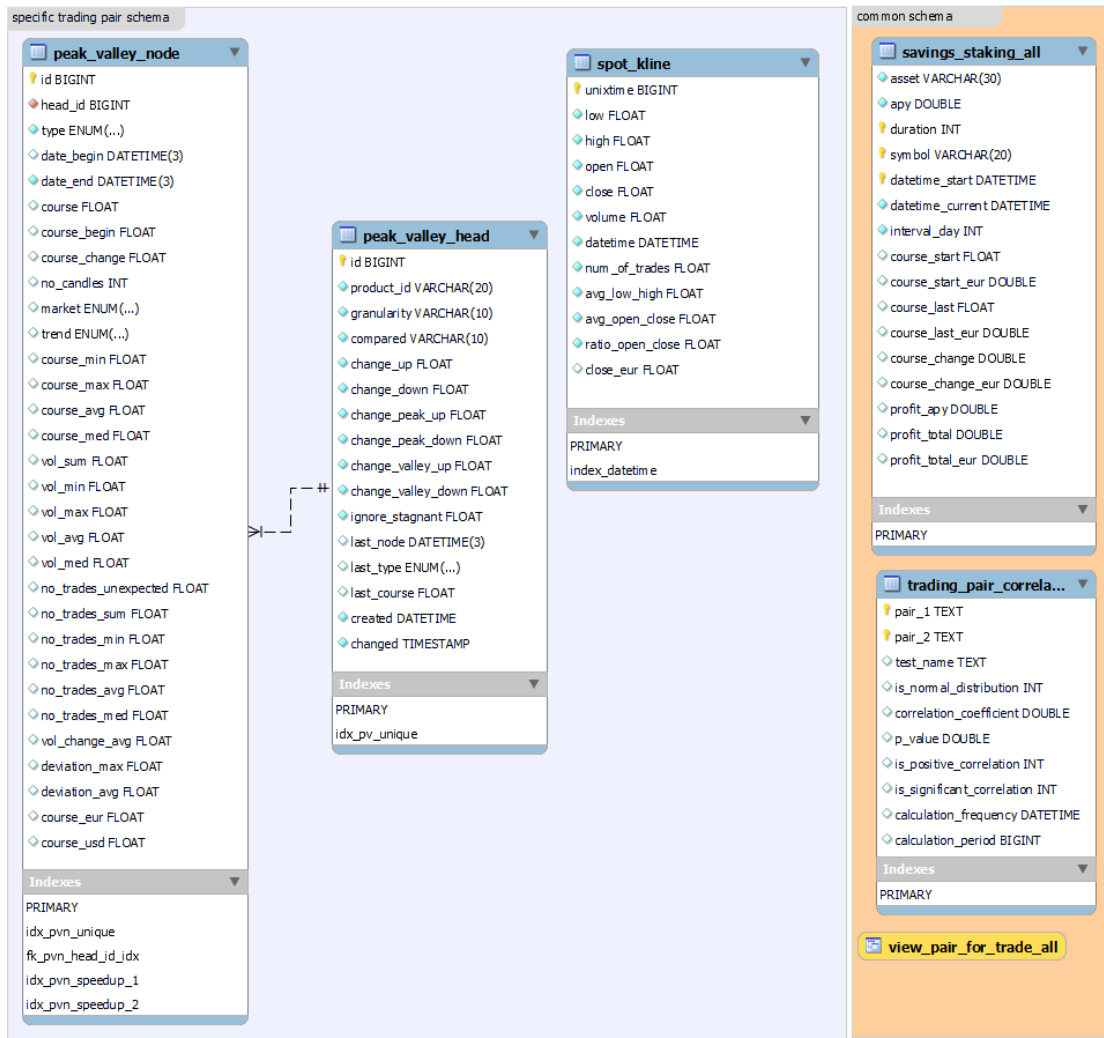 specific trading pair schema
peak_valley_node
id BIGINT
head_id BIGINT
type ENUM(...)
date_begin DATETIME(3)
date_end DATETIME(3)
course FLOAT
course_begin FLOAT
course_change FLOAT
no_candles INT
market ENUM(...)
trend ENUM(...)
course_min FLOAT
course_max FLOAT
course_avg FLOAT
course_med FLOAT
vol_sum FLOAT
vol_min FLOAT
vol_max FLOAT
vol_avg FLOAT
vol_med FLOAT
no_trades_unexpected FLOAT
no_trades_sum FLOAT
no_trades_min FLOAT
no_trades_max FLOAT
no_trades_avg FLOAT
no_trades_med FLOAT
vol_change_avg FLOAT
deviation_max FLOAT
deviation_avg FLOAT
course_eur FLOAT
course_usd FLOAT
Indexes
PRIMARY
idx_pvn_unique
fk_pvn_head_id_idx
idx_pvn_speedup_1
idx_pvn_speedup_2
peak_valley_head
id BIGINT
product_id VARCHAR(20)
granularity VARCHAR(10)
compared VARCHAR(10)
change_up FLOAT
change_down FLOAT
change_peak_up FLOAT
change_peak_down FLOAT
change_valley_up FLOAT
change_valley_down FLOAT
ignore_stagnant FLOAT
last_node DATETIME(3)
last_type ENUM(...)
last_course FLOAT
created DATETIME
changed TIMESTAMP
Indexes
PRIMARY
idx_pv_unique
spot_kline
unixtime BIGINT
low FLOAT
high FLOAT
open FLOAT
close FLOAT
volume FLOAT
datetime DATETIME
num_of_trades FLOAT
avg_low_high FLOAT
avg_open_close FLOAT
ratio_open_close FLOAT
close_eur FLOAT
Indexes
PRIMARY
index_datetime
common schema
savings_staking_all
asset VARCHAR(30)
apy DOUBLE
duration INT
symbol VARCHAR(20)
datetime_start DATETIME
datetime_current DATETIME
interval_day INT
course_start FLOAT
course_start_eur DOUBLE
course_last FLOAT
course_last_eur DOUBLE
course_change DOUBLE
course_change_eur DOUBLE
profit_apy DOUBLE
profit_total DOUBLE
profit_total_eur DOUBLE
Indexes
PRIMARY
trading_pair_correla...
pair_1 TEXT
pair_2 TEXT
test_name TEXT
is_normal_distribution INT
correlation_coefficient DOUBLE
p_value DOUBLE
is_positive_correlation INT
is_significant_correlation INT
calculation_frequency DATETIME
calculation_period BIGINT
Indexes
PRIMARY
view_pair_for_trade_all